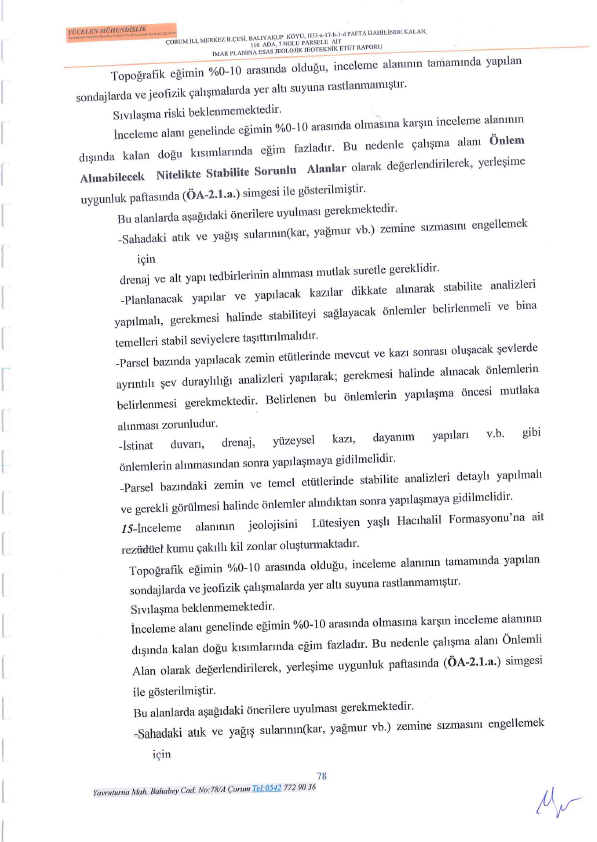 YÜCELEN MÜHENDİSLİK
ÇORUM İLİ, MERKEZ İLÇESİ, BALIYAKUP KÖYÜ, H33-a-17-b-1-d PAFTA DAHİLİNDE KALAN,
110 ADA, 7 NOLU PARSELE AİT
İMAR PLANINA ESAS JEOLOJİK JEOTEKNİK ETÜT RAPORU
Topoğrafik eğimin %0-10 arasında olduğu, inceleme alanının tamamında yapılan
sondajlarda ve jeofizik çalışmalarda yer altı suyuna rastlanmamıştır.
Sıvılaşma riski beklenmemektedir.
İnceleme alanı genelinde eğimin %0-10 arasında olmasına karşın inceleme alanının
dışında kalan doğu kısımlarında eğim fazladır. Bu nedenle çalışma alanı Önlem
Alınabilecek Nitelikte Stabilite Sorunlu Alanlar olarak değerlendirilerek, yerleşime
uygunluk paftasında (ÖA-2.1.a.) simgesi ile gösterilmiştir.
Bu alanlarda aşağıdaki önerilere uyulması gerekmektedir.
-Sahadaki atık ve yağış sularının(kar, yağmur vb.) zemine sızmasını engellemek
için
drenaj ve alt yapı tedbirlerinin alınması mutlak suretle gereklidir.
-Planlanacak yapılar ve yapılacak kazılar dikkate alınarak stabilite analizleri
yapılmalı, gerekmesi halinde stabiliteyi sağlayacak önlemler belirlenmeli ve bina
temelleri stabil seviyelere taşıttırılmalıdır.
-Parsel bazında yapılacak zemin etütlerinde mevcut ve kazı sonrası oluşacak şevlerde
ayrıntılı şev duraylılığı analizleri yapılarak; gerekmesi halinde alınacak önlemlerin
belirlenmesi gerekmektedir. Belirlenen bu önlemlerin yapılaşma öncesi mutlaka
alınması zorunludur.
-İstinat duvarı, drenaj, yüzeysel kazı, dayanım yapıları v.b. gibi
önlemlerin alınmasından sonra yapılaşmaya gidilmelidir.
-Parsel bazındaki zemin ve temel etütlerinde stabilite analizleri detaylı yapılmalı
ve gerekli görülmesi halinde önlemler alındıktan sonra yapılaşmaya gidilmelidir.
15-İnceleme alanının jeolojisini Lütesiyen yaşlı Hacıhalil Formasyonu'na ait
rezüdüel kumu çakıllı kil zonlar oluşturmaktadır.
Topoğrafik eğimin %0-10 arasında olduğu, inceleme alanının tamamında yapılan
sondajlarda ve jeofizik çalışmalarda yer altı suyuna rastlanmamıştır.
Sıvılaşma beklenmemektedir.
İnceleme alanı genelinde eğimin %0-10 arasında olmasına karşın inceleme alanının
dışında kalan doğu kısımlarında eğim fazladır. Bu nedenle çalışma alanı Önlemli
Alan olarak değerlendirilerek, yerleşime uygunluk paftasında (ÖA-2.1.a.) simgesi
ile gösterilmiştir.
Bu alanlarda aşağıdaki önerilere uyulması gerekmektedir.
-Sahadaki atık ve yağış sularının(kar, yağmur vb.) zemine sızmasını engellemek
için
78
Yavruturna Mah. Bahabey Cad. No:78/A Çorum Tel:0542 772 90 36